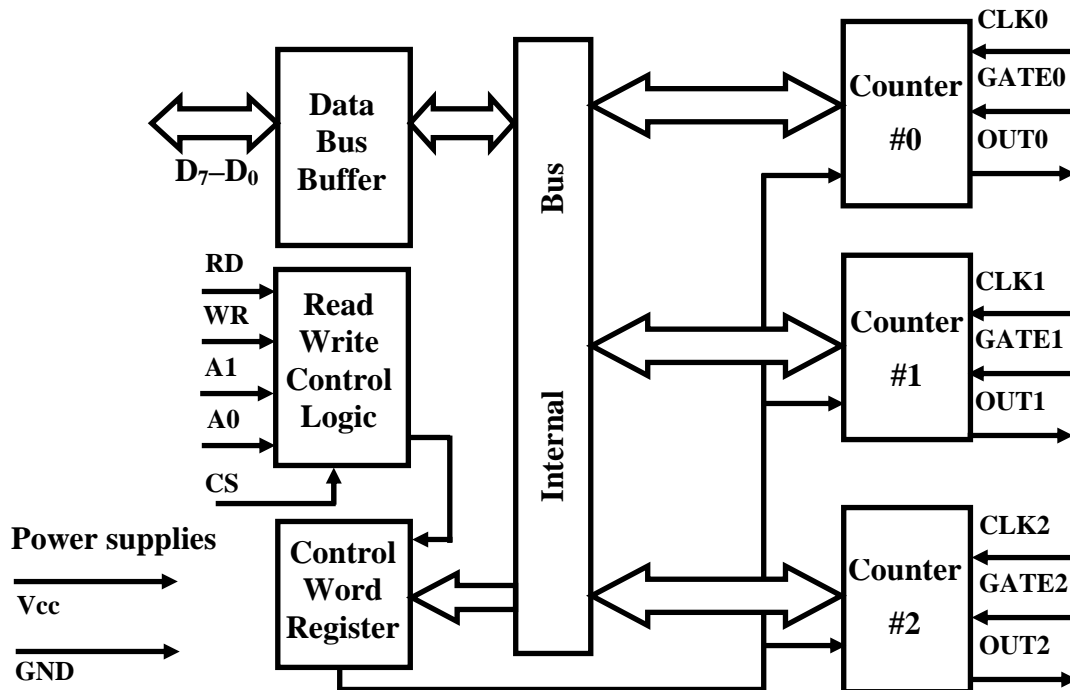 Data
Bus
Buffer
D₇–D₀
RD
WR
A1
A0
CS
Read
Write
Control
Logic
Power supplies
Vcc
GND
Control
Word
Register
Internal Bus
Counter
#0
CLK0
GATE0
OUT0
Counter
#1
CLK1
GATE1
OUT1
Counter
#2
CLK2
GATE2
OUT2